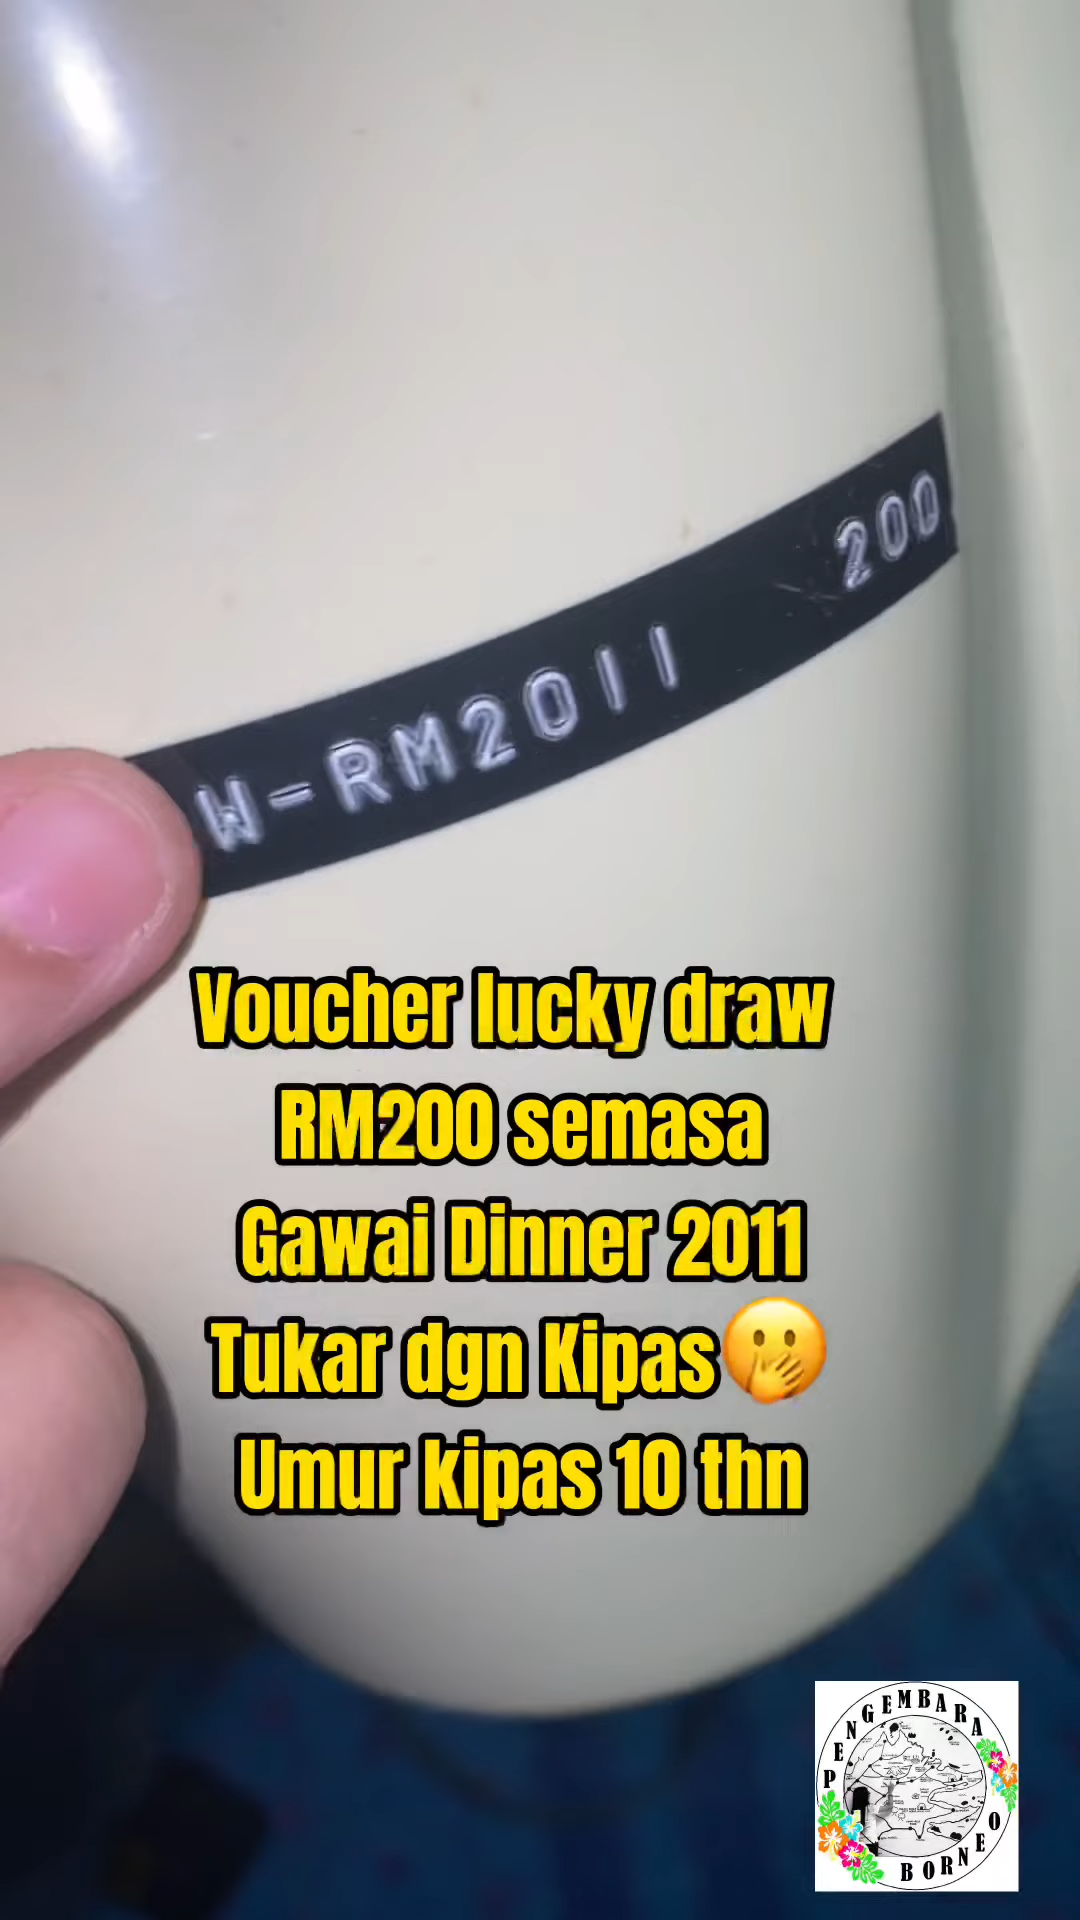 W-RM2011 200
Voucher lucky draw
RM200 semasa
Gawai Dinner 2011
Tukar dgn Kipas🫢
Umur kipas 10 thn
PENGEMBARA
BORNEO